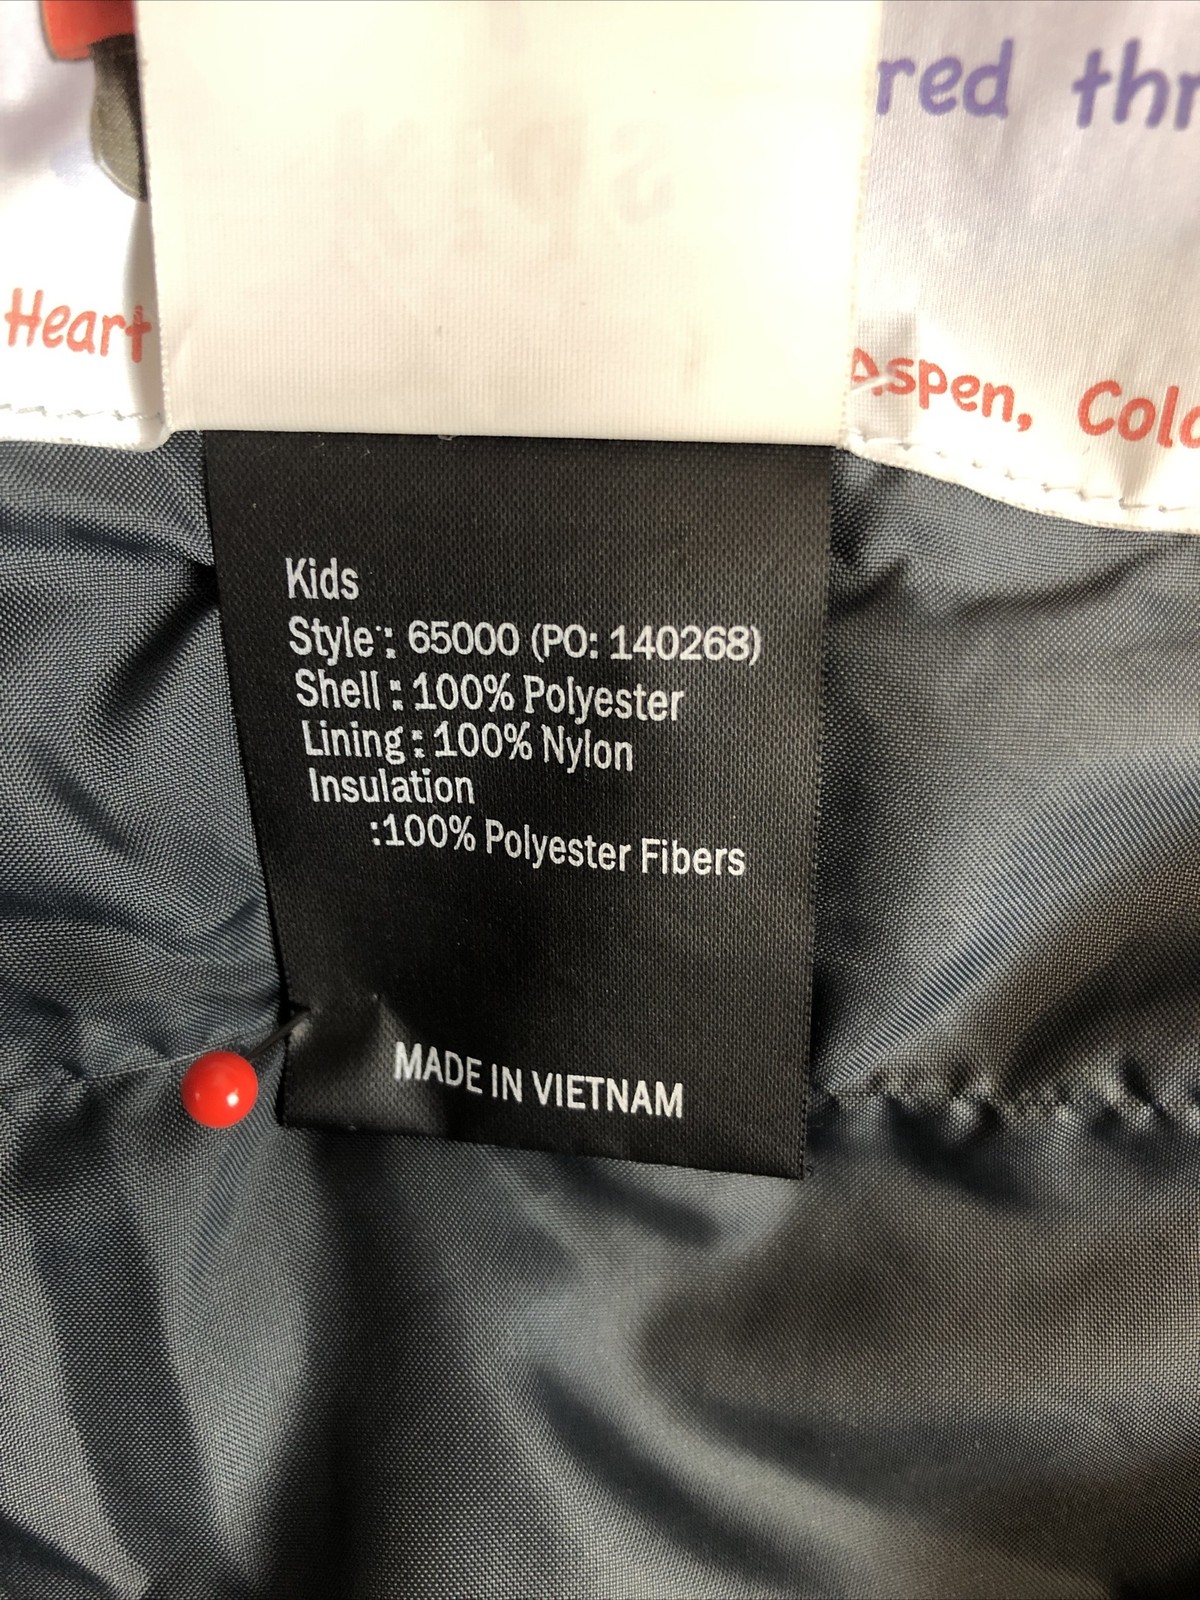 red thr
Heart
Aspen, Colo
Kids
Style : 65000 (PO: 140268)
Shell : 100% Polyester
Lining : 100% Nylon
Insulation
:100% Polyester Fibers
MADE IN VIETNAM